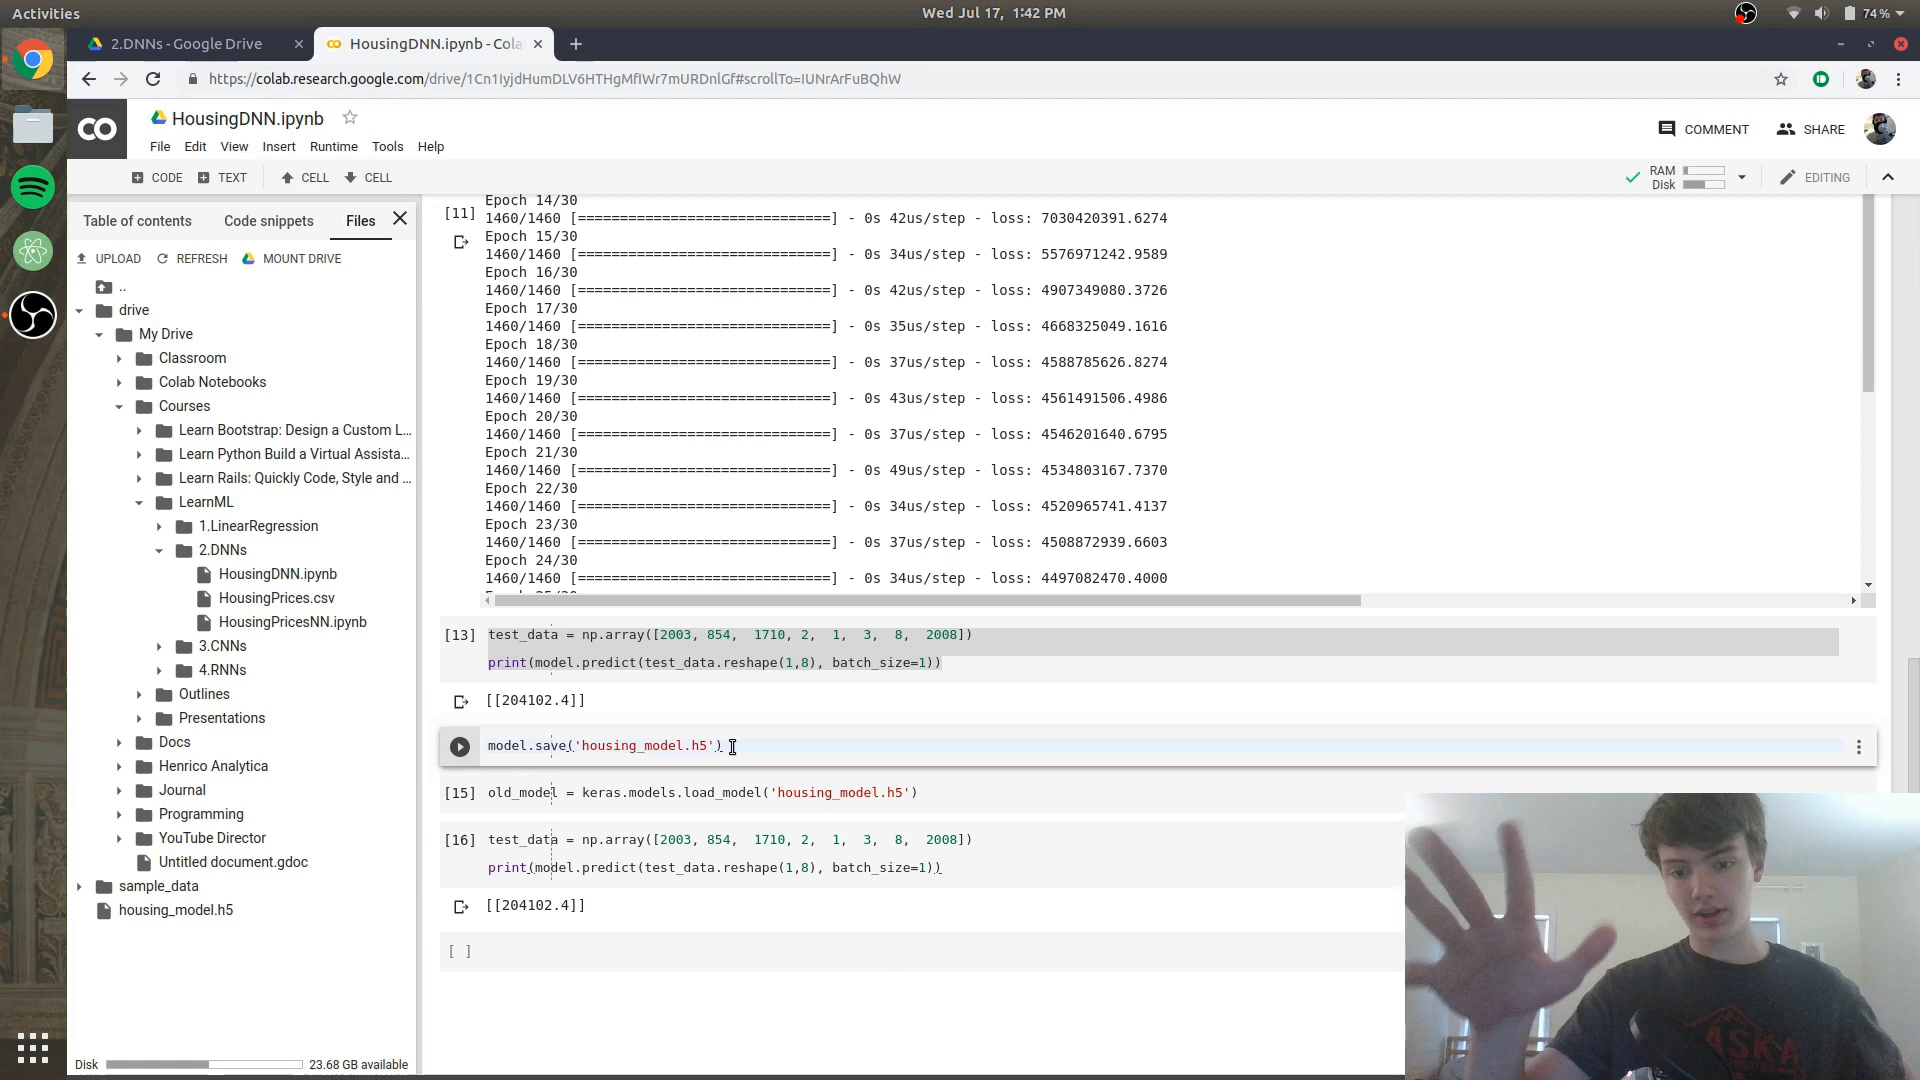 Activities
Wed Jul 17, 1:42 PM
74%
2.DNNs - Google Drive
HousingDNN.ipynb - Cola
https://colab.research.google.com/drive/1Cn1IyjdHumDLV6HTHgMfIWr7mURDnlGf#scrollTo=IUNrArFuBQhW
CO
HousingDNN.ipynb
File Edit View Insert Runtime Tools Help
COMMENT
SHARE
CODE TEXT CELL CELL
RAM
Disk
EDITING
Table of contents
Code snippets
Files
UPLOAD REFRESH MOUNT DRIVE
..
drive
My Drive
Classroom
Colab Notebooks
Courses
Learn Bootstrap: Design a Custom L...
Learn Python Build a Virtual Assista...
Learn Rails: Quickly Code, Style and ...
LearnML
1.LinearRegression
2.DNNs
HousingDNN.ipynb
HousingPrices.csv
HousingPricesNN.ipynb
3.CNNs
4.RNNs
Outlines
Presentations
Docs
Henrico Analytica
Journal
Programming
YouTube Director
Untitled document.gdoc
sample_data
housing_model.h5
Disk
23.68 GB available
Epoch 14/30
[11]
1460/1460 [==============================] - 0s 42us/step - loss: 7030420391.6274
Epoch 15/30
1460/1460 [==============================] - 0s 34us/step - loss: 5576971242.9589
Epoch 16/30
1460/1460 [==============================] - 0s 42us/step - loss: 4907349080.3726
Epoch 17/30
1460/1460 [==============================] - 0s 35us/step - loss: 4668325049.1616
Epoch 18/30
1460/1460 [==============================] - 0s 37us/step - loss: 4588785626.8274
Epoch 19/30
1460/1460 [==============================] - 0s 43us/step - loss: 4561491506.4986
Epoch 20/30
1460/1460 [==============================] - 0s 37us/step - loss: 4546201640.6795
Epoch 21/30
1460/1460 [==============================] - 0s 49us/step - loss: 4534803167.7370
Epoch 22/30
1460/1460 [==============================] - 0s 34us/step - loss: 4520965741.4137
Epoch 23/30
1460/1460 [==============================] - 0s 37us/step - loss: 4508872939.6603
Epoch 24/30
1460/1460 [==============================] - 0s 34us/step - loss: 4497082470.4000
[13] test_data = np.array([2003, 854, 1710, 2, 1, 3, 8, 2008])
print(model.predict(test_data.reshape(1,8), batch_size=1))
[[204102.4]]
model.save('housing_model.h5')
[15] old_model = keras.models.load_model('housing_model.h5')
[16] test_data = np.array([2003, 854, 1710, 2, 1, 3, 8, 2008])
print(model.predict(test_data.reshape(1,8), batch_size=1))
[[204102.4]]
[ ]